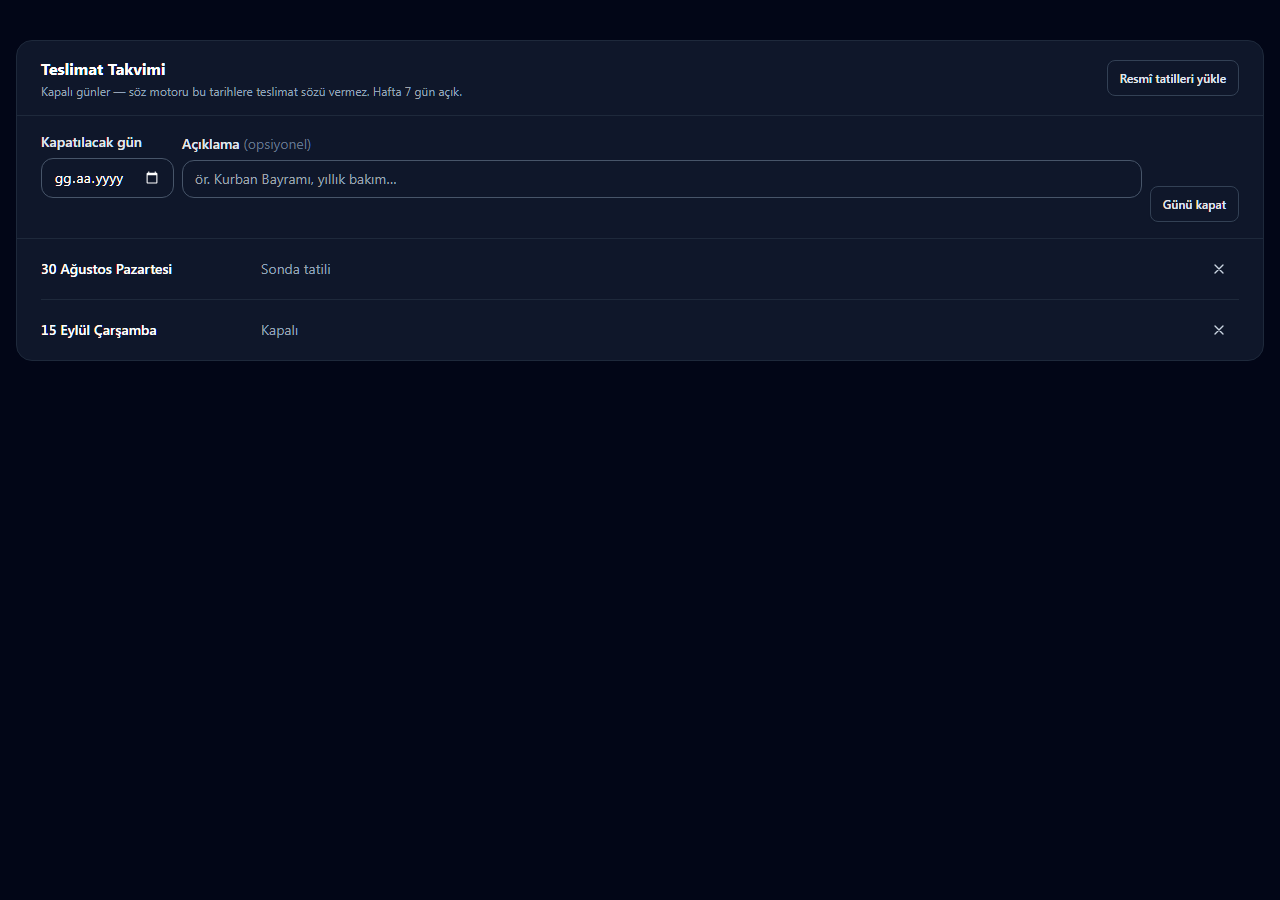 Teslimat Takvimi
Kapalı günler — söz motoru bu tarihlere teslimat sözü vermez. Hafta 7 gün açık.
Resmî tatilleri yükle
Kapatılacak gün
Açıklama (opsiyonel)
gg.aa.yyyy
ör. Kurban Bayramı, yıllık bakım...
Günü kapat
30 Ağustos Pazartesi
Sonda tatili
15 Eylül Çarşamba
Kapalı